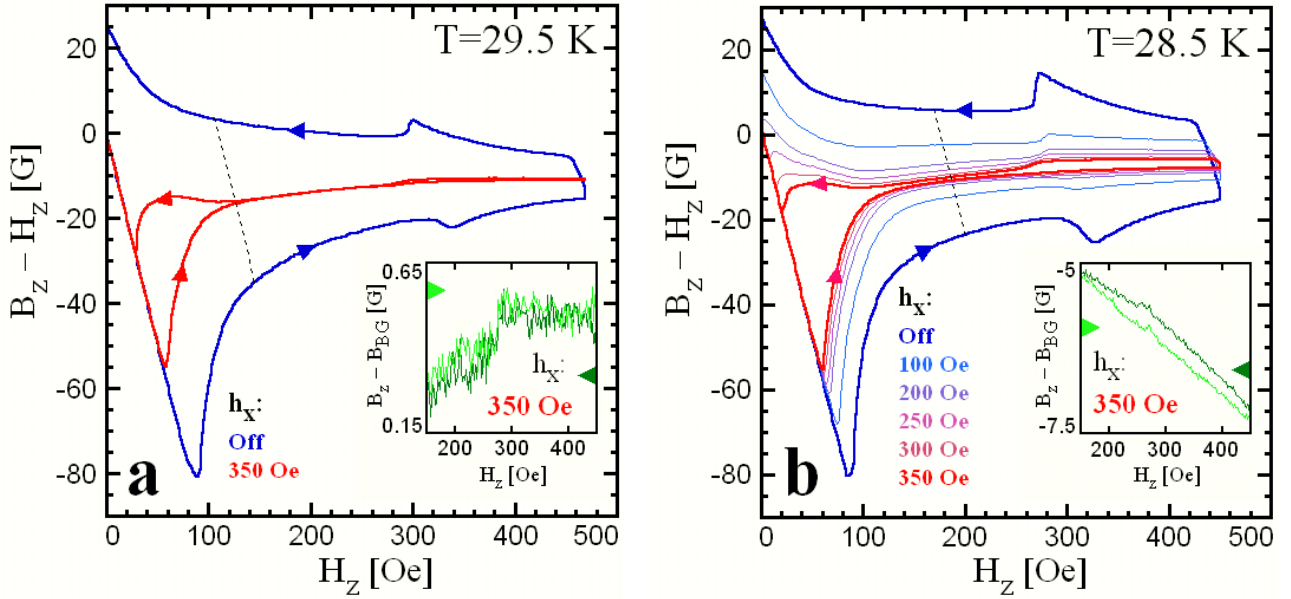 T=29.5 K
20
0
-20
-40
-60
-80
B_z − H_z [G]
0 100 200 300 400 500
H_z [Oe]
a
h_x:
Off
350 Oe
0.65
0.15
B_z − B_BG [G]
h_x:
350 Oe
200 300 400
H_z [Oe]
T=28.5 K
20
0
-20
-40
-60
-80
B_z − H_z [G]
0 100 200 300 400 500
H_z [Oe]
b
h_x:
Off
100 Oe
200 Oe
250 Oe
300 Oe
350 Oe
-5
-7.5
B_z − B_BG [G]
h_x:
350 Oe
200 300 400
H_z [Oe]